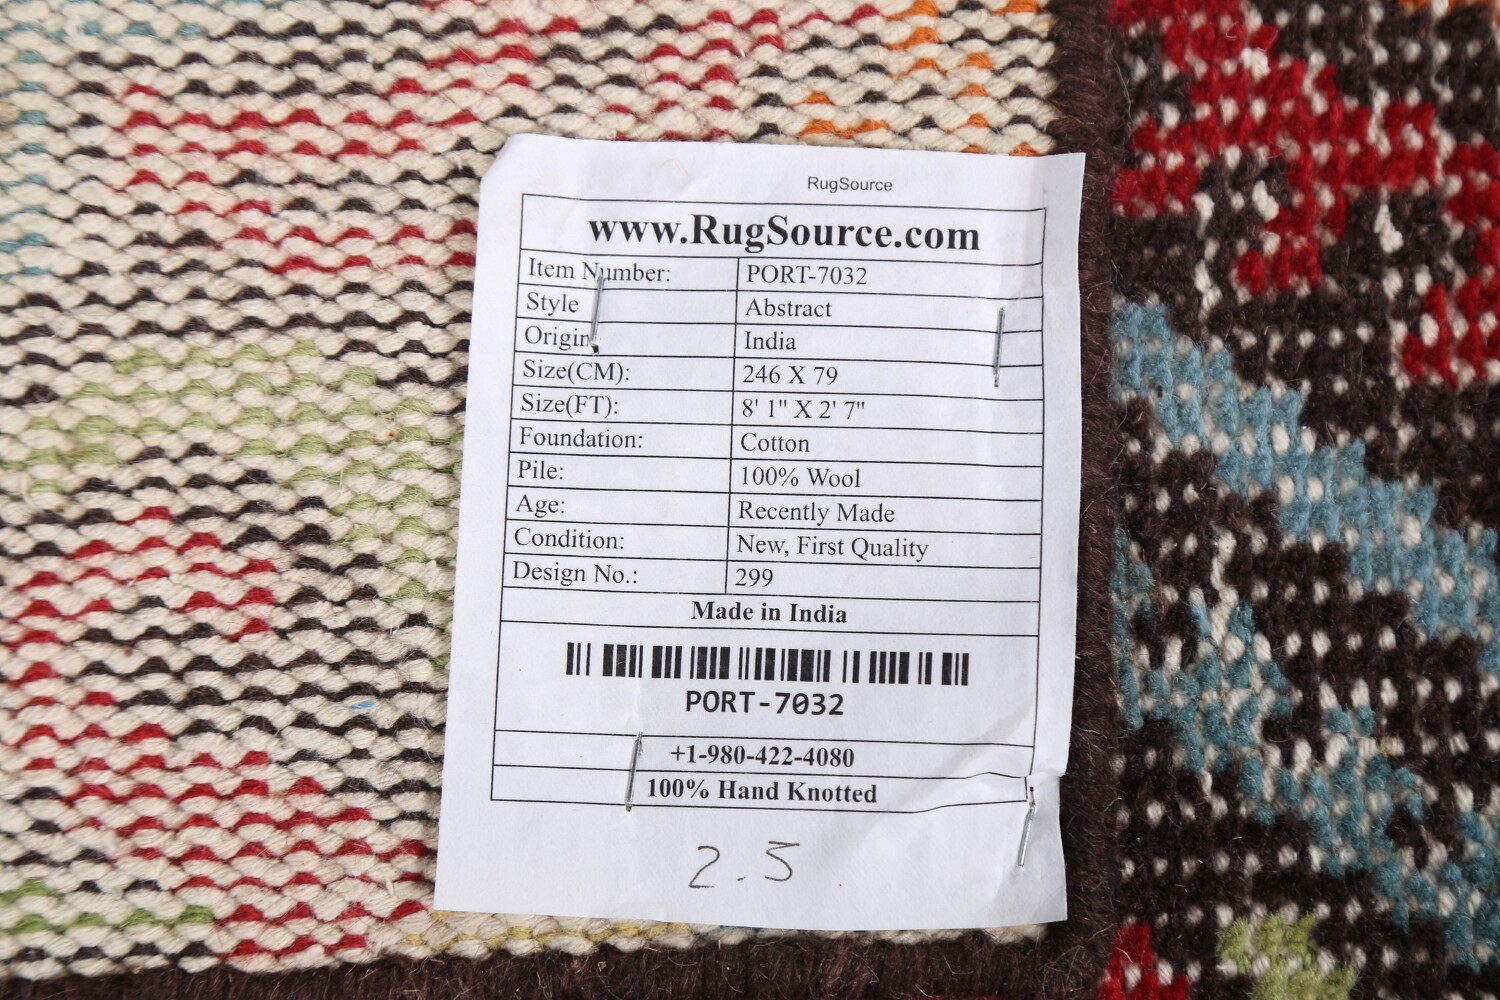 RugSource
www.RugSource.com
Item Number: PORT-7032
Style Abstract
Origin India
Size(CM): 246 X 79
Size(FT): 8' 1" X 2' 7"
Foundation: Cotton
Pile: 100% Wool
Age: Recently Made
Condition: New, First Quality
Design No.: 299
Made in India
PORT-7032
+1-980-422-4080
100% Hand Knotted
2.5